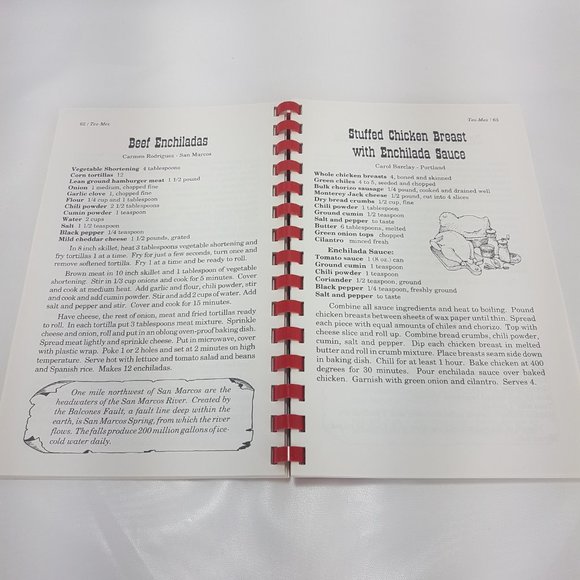 62 / Tex-Mex
Beef Enchiladas
Carmen Rodriguez - San Marcos
Vegetable Shortening 4 tablespoons
Corn tortillas 12
Lean ground hamburger meat 1 1/2 pound
Onion 1 medium, chopped fine
Garlic clove 1, chopped fine
Flour 1/4 cup and 1 tablespoon
Chili powder 2 1/2 tablespoons
Cumin powder 1 teaspoon
Water 2 cups
Salt 1 1/2 teaspoon
Black pepper 1/4 teaspoon
Mild cheddar cheese 1 1/2 pounds, grated
In 8 inch skillet, heat 3 tablespoons vegetable shortening and
fry tortillas 1 at a time. Fry for just a few seconds, turn once and
remove softened tortillas. Fry 1 at a time and be ready to roll.
Brown meat in 10 inch skillet and 1 tablespoon of vegetable
shortening. Stir in 1/3 cup onions and cook for 5 minutes. Cover
and cook at medium heat. Add garlic and flour, chili powder, stir
and cook and add cumin powder. Stir and add 2 cups of water. Add
salt and pepper and stir. Cover and cook.
Have cheese, the rest of onion, meat and fried tortillas ready
to roll. In each tortilla put 3 tablespoons meat mixture. Sprinkle
cheese and onion, roll and put in an oblong oven-proof baking dish.
Spread meat lightly and sprinkle cheese. Put in microwave, cover
with plastic wrap. Poke 1 or 2 holes and set at 2 minutes on high
temperature. Serve hot with lettuce and tomato salad and beans
and Spanish rice. Makes 12 enchiladas.
One mile northwest of San Marcos are the
headwaters of the San Marcos River. Created by
the Balcones Fault, a fault line deep within the
earth, is San Marcos Spring, from which the river
flows. The falls produce 200 million gallons of ice-
cold water daily.
Tex-Mex / 63
Stuffed Chicken Breast
with Enchilada Sauce
Carol Barclay - Portland
Whole chicken breasts 4, boned and skinned
Green chiles 4 to 5, seeded and chopped
Bulk chorizo sausage 1/4 pound, cooked and drained well
Monterey Jack cheese 1/2 pound, cut into 4 slices
Dry bread crumbs 1/2 cup, fine
Chili powder 1 tablespoon
Ground cumin 1/2 teaspoon
Salt and pepper to taste
Butter 6 tablespoons, melted
Green onion tops chopped
Cilantro minced fresh
Enchilada Sauce:
Tomato sauce 1 (8 oz.) can
Ground cumin 1 teaspoon
Chili powder 1 teaspoon
Coriander 1/2 teaspoon, ground
Black pepper 1/2 teaspoon, freshly ground
Salt and pepper to taste
Combine all sauce ingredients and heat to boiling. Pound
chicken breasts between sheets of wax paper until thin. Spread
each piece with equal amounts of chiles and chorizo. Top with
cheese slice and roll up. Combine bread crumbs, chili powder,
cumin, salt and pepper. Dip each chicken breast in melted
butter and roll in crumb mixture. Place breasts seam side down
in baking dish. Chill for at least 1 hour. Bake chicken at 400
degrees for 30 minutes. Pour enchilada sauce over baked
chicken. Garnish with green onion and cilantro. Serves 4.